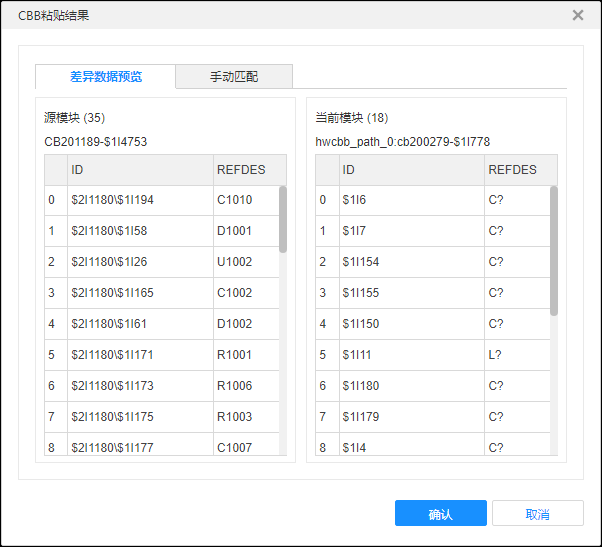 CBB粘贴结果
差异数据预览 手动匹配
源模块 (35)
CB201189-$1I4753
ID REFDES
0 $2I1180\$1I194 C1010
1 $2I1180\$1I58 D1001
2 $2I1180\$1I26 U1002
3 $2I1180\$1I165 C1002
4 $2I1180\$1I61 D1002
5 $2I1180\$1I171 R1001
6 $2I1180\$1I173 R1006
7 $2I1180\$1I175 R1003
8 $2I1180\$1I177 C1007
当前模块 (18)
hwcbb_path_0:cb200279-$1I778
ID REFDES
0 $1I6 C?
1 $1I7 C?
2 $1I154 C?
3 $1I155 C?
4 $1I150 C?
5 $1I11 L?
6 $1I180 C?
7 $1I179 C?
8 $1I4 C?
确认 取消